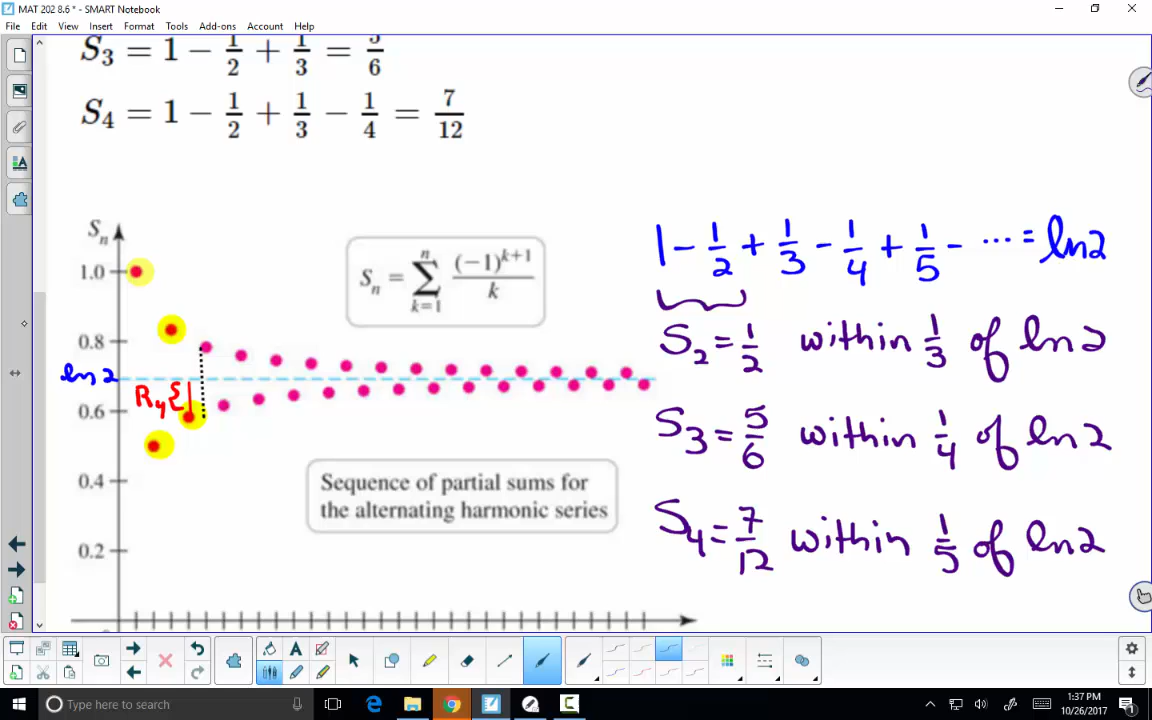 MAT 202 8.6 * - SMART Notebook
File Edit View Insert Format Tools Add-ons Account Help
S₃ = 1 − 1/2 + 1/3 = 5/6
S₄ = 1 − 1/2 + 1/3 − 1/4 = 7/12
Sₙ
1.0
0.8
ln 2
0.6
0.4
0.2
R₄ {
Sₙ = ∑ₖ₌₁ⁿ (−1)ᵏ⁺¹/k
Sequence of partial sums for
the alternating harmonic series
1 − 1/2 + 1/3 − 1/4 + 1/5 − ... = ln2
S₂ = 1/2 within 1/3 of ln2
S₃ = 5/6 within 1/4 of ln2
S₄ = 7/12 within 1/5 of ln2
Type here to search
1:37 PM
10/26/2017